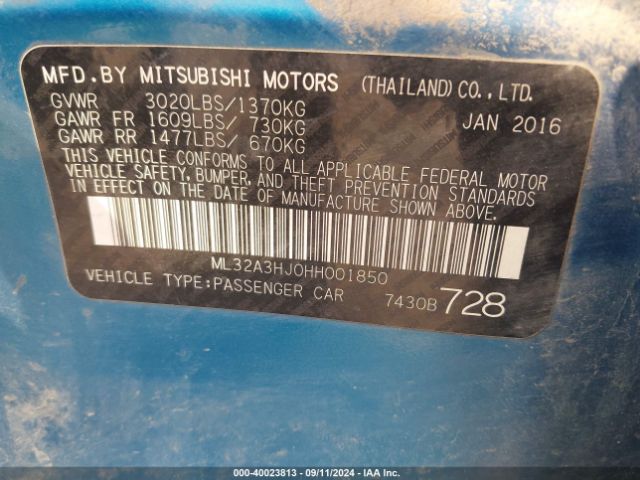 MFD.BY MITSUBISHI MOTORS (THAILAND)CO.,LTD.
GVWR 3020LBS/1370KG
GAWR FR 1609LBS/ 730KG JAN 2016
GAWR RR 1477LBS/ 670KG
THIS VEHICLE CONFORMS TO ALL APPLICABLE FEDERAL MOTOR
VEHICLE SAFETY, BUMPER, AND THEFT PREVENTION STANDARDS
IN EFFECT ON THE DATE OF MANUFACTURE SHOWN ABOVE.
ML32A3HJ0HH001850
VEHICLE TYPE:PASSENGER CAR 7430B 728
000-40023813 - 09/11/2024 - IAA Inc.